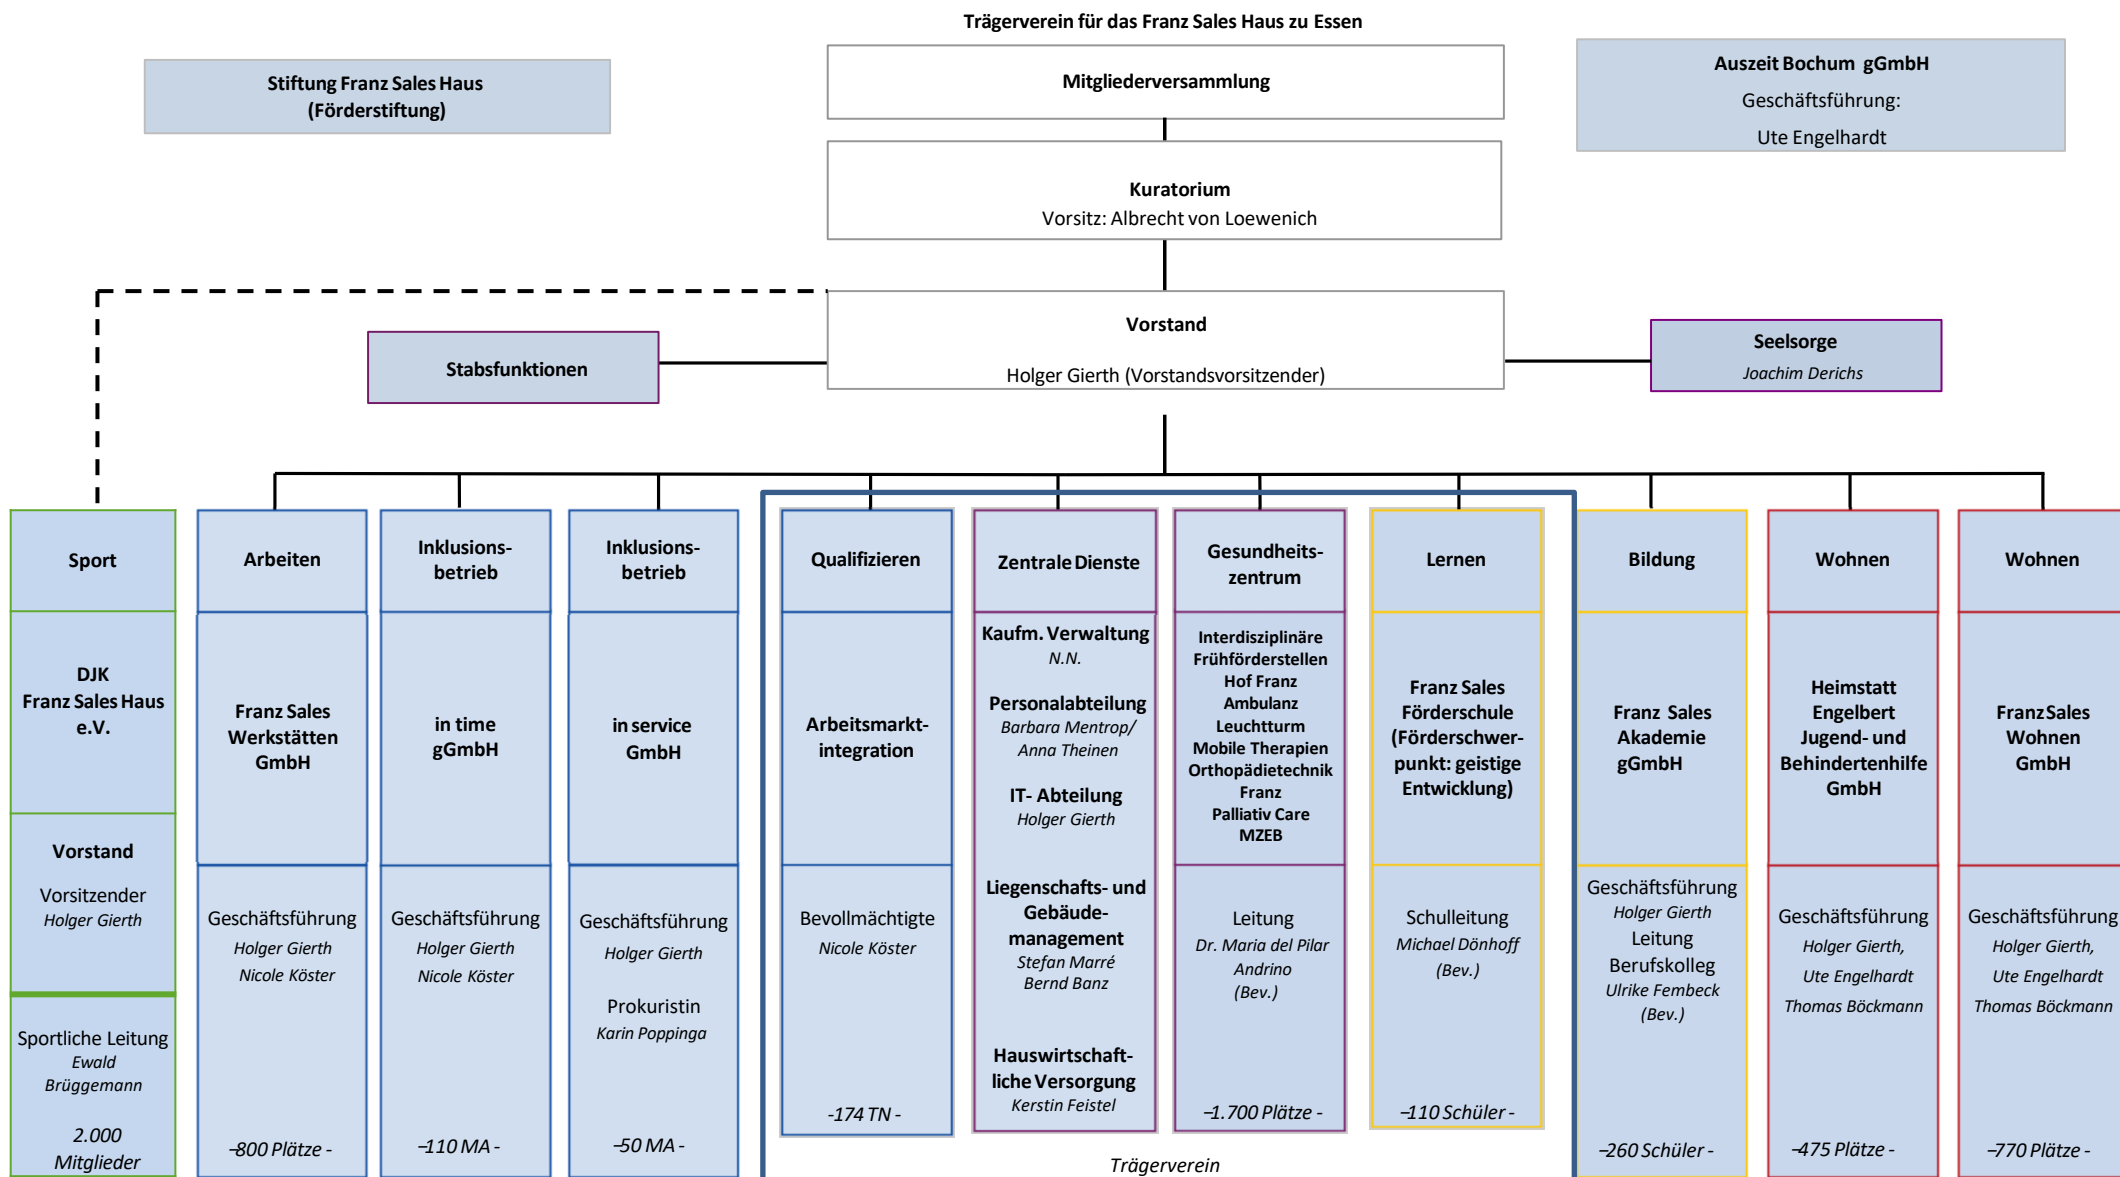 Trägerverein für das Franz Sales Haus zu Essen
Stiftung Franz Sales Haus
(Förderstiftung)
Mitgliederversammlung
Auszeit Bochum gGmbH
Geschäftsführung:
Ute Engelhardt
Kuratorium
Vorsitz: Albrecht von Loewenich
Vorstand
Holger Gierth (Vorstandsvorsitzender)
Stabsfunktionen
Seelsorge
Joachim Derichs
Sport
DJK
Franz Sales Haus
e.V.
Vorstand
Vorsitzender
Holger Gierth
Sportliche Leitung
Ewald
Brüggemann
2.000
Mitglieder
Arbeiten
Franz Sales
Werkstätten
GmbH
Geschäftsführung
Holger Gierth
Nicole Köster
–800 Plätze -
Inklusions-
betrieb
in time
gGmbH
Geschäftsführung
Holger Gierth
Nicole Köster
–110 MA -
Inklusions-
betrieb
in service
GmbH
Geschäftsführung
Holger Gierth
Prokuristin
Karin Poppinga
–50 MA -
Qualifizieren
Arbeitsmarkt-
integration
Bevollmächtigte
Nicole Köster
-174 TN -
Zentrale Dienste
Kaufm. Verwaltung
N.N.
Personalabteilung
Barbara Mentrop/
Anna Theinen
IT- Abteilung
Holger Gierth
Liegenschafts- und
Gebäude-
management
Stefan Marré
Bernd Banz
Hauswirtschaft-
liche Versorgung
Kerstin Feistel
Gesundheits-
zentrum
Interdisziplinäre
Frühförderstellen
Hof Franz
Ambulanz
Leuchtturm
Mobile Therapien
Orthopädietechnik
Franz
Palliativ Care
MZEB
Leitung
Dr. Maria del Pilar
Andrino
(Bev.)
–1.700 Plätze -
Lernen
Franz Sales
Förderschule
(Förderschwer-
punkt: geistige
Entwicklung)
Schulleitung
Michael Dönhoff
(Bev.)
–110 Schüler -
Bildung
Franz Sales
Akademie
gGmbH
Geschäftsführung
Holger Gierth
Leitung
Berufskolleg
Ulrike Fembeck
(Bev.)
–260 Schüler -
Wohnen
Heimstatt
Engelbert
Jugend- und
Behindertenhilfe
GmbH
Geschäftsführung
Holger Gierth,
Ute Engelhardt
Thomas Böckmann
–475 Plätze -
Wohnen
Franz Sales
Wohnen
GmbH
Geschäftsführung
Holger Gierth,
Ute Engelhardt
Thomas Böckmann
–770 Plätze -
Trägerverein